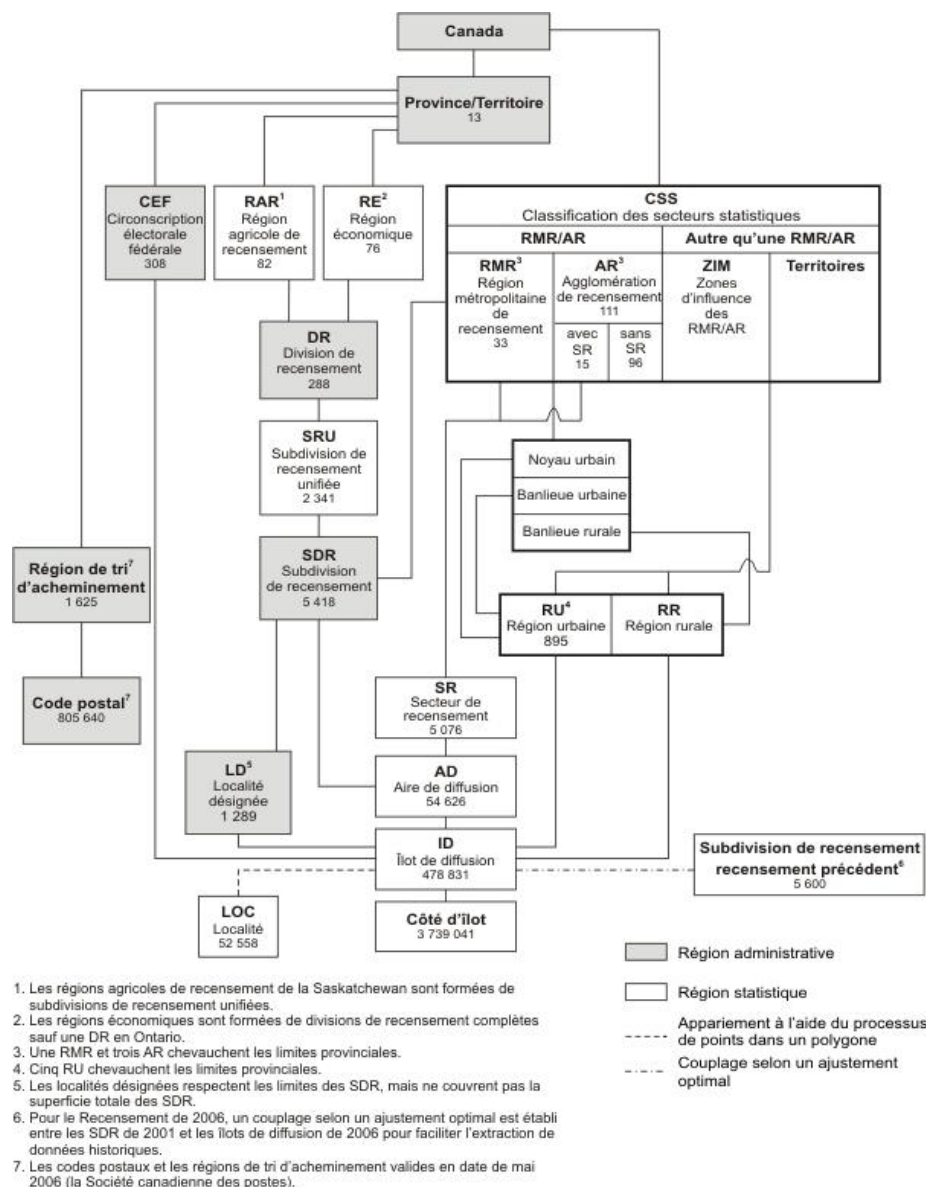 Canada
Province/Territoire
13
CEF
Circonscription
électorale
fédérale
308
RAR1
Région
agricole de
recensement
82
RE2
Région
économique
76
CSS
Classification des secteurs statistiques
RMR/AR
Autre qu'une RMR/AR
RMR3
Région
métropolitaine
de
recensement
33
AR3
Agglomération
de recensement
111
avec
SR
15
sans
SR
96
ZIM
Zones
d'influence
des
RMR/AR
Territoires
DR
Division de
recensement
288
SRU
Subdivision de
recensement
unifiée
2 341
Noyau urbain
Banlieue urbaine
Banlieue rurale
Région de tri7
d'acheminement
1 625
SDR
Subdivision
de recensement
5 418
RU4
Région urbaine
895
RR
Région rurale
Code postal7
805 640
SR
Secteur de
recensement
5 076
LD5
Localité
désignée
1 289
AD
Aire de diffusion
54 626
ID
Îlot de diffusion
478 831
Subdivision de recensement
recensement précédent6
5 600
LOC
Localité
52 558
Côté d'îlot
3 739 041
Région administrative
Région statistique
Appariement à l'aide du processus
de points dans un polygone
Couplage selon un ajustement
optimal
1. Les régions agricoles de recensement de la Saskatchewan sont formées de
subdivisions de recensement unifiées.
2. Les régions économiques sont formées de divisions de recensement complètes
sauf une DR en Ontario.
3. Une RMR et trois AR chevauchent les limites provinciales.
4. Cinq RU chevauchent les limites provinciales.
5. Les localités désignées respectent les limites des SDR, mais ne couvrent pas la
superficie totale des SDR.
6. Pour le Recensement de 2006, un couplage selon un ajustement optimal est établi
entre les SDR de 2001 et les îlots de diffusion de 2006 pour faciliter l'extraction de
données historiques.
7. Les codes postaux et les régions de tri d'acheminement valides en date de mai
2006 (la Société canadienne des postes).